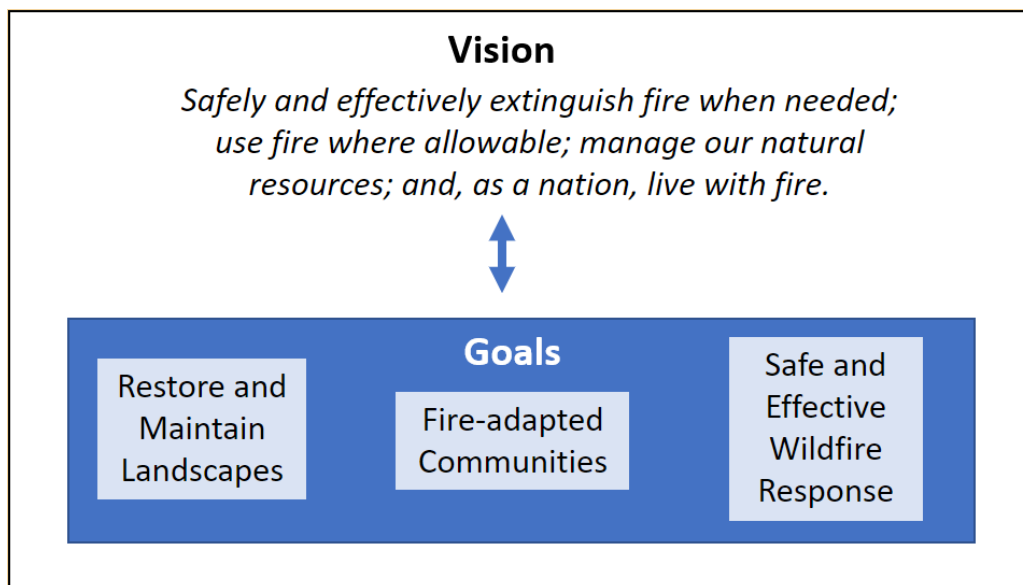 Vision
Safely and effectively extinguish fire when needed;
use fire where allowable; manage our natural
resources; and, as a nation, live with fire.
Goals
Restore and
Maintain
Landscapes
Fire-adapted
Communities
Safe and
Effective
Wildfire
Response